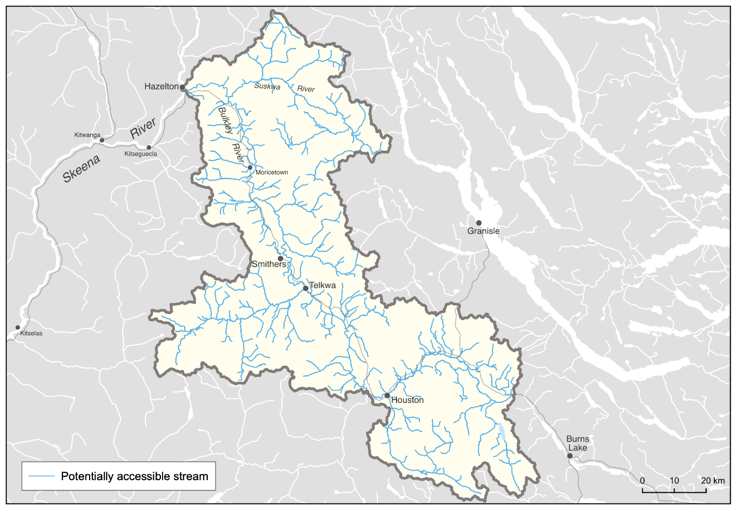 Hazelton
Suskwa
River
Bulkley
River
Kitwanga
River
Kitseguecla
Skeena
Moricetown
Granisle
Smithers
Telkwa
Kitselas
Houston
Burns
Lake
Potentially accessible stream
0 10 20 km